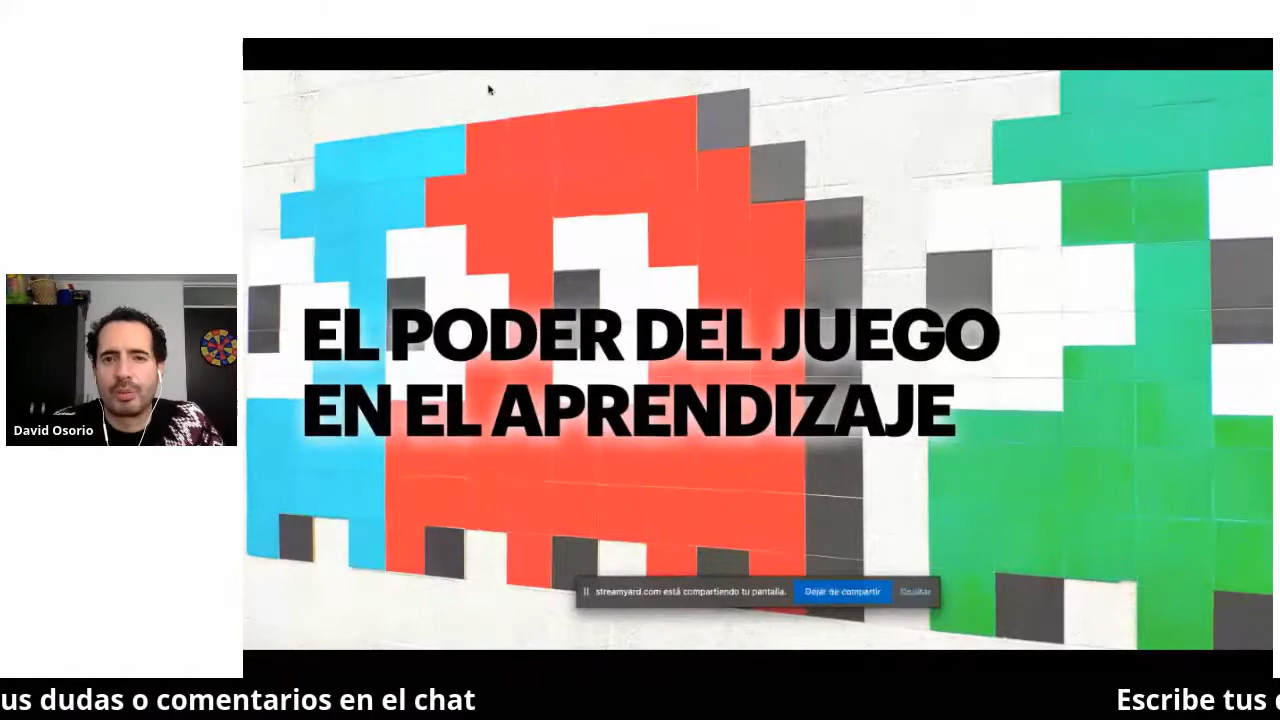 EL PODER DEL JUEGO
EN EL APRENDIZAJE
David Osorio
streamyard.com está compartiendo tu pantalla. Dejar de compartir Ocultar
us dudas o comentarios en el chat
Escribe tus